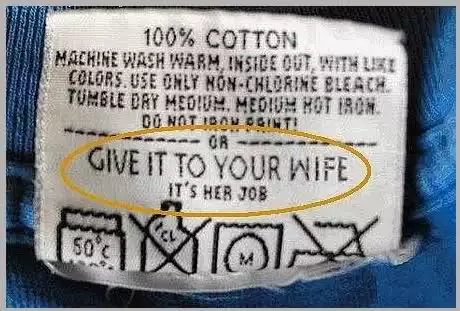 100% COTTON
MACHINE WASH WARM, INSIDE OUT, WITH LIKE
COLORS. USE ONLY NON-CHLORINE BLEACH.
TUMBLE DRY MEDIUM. MEDIUM HOT IRON.
DO NOT IRON PRINT!
OR
GIVE IT TO YOUR WIFE
IT'S HER JOB
50°C
CL
M